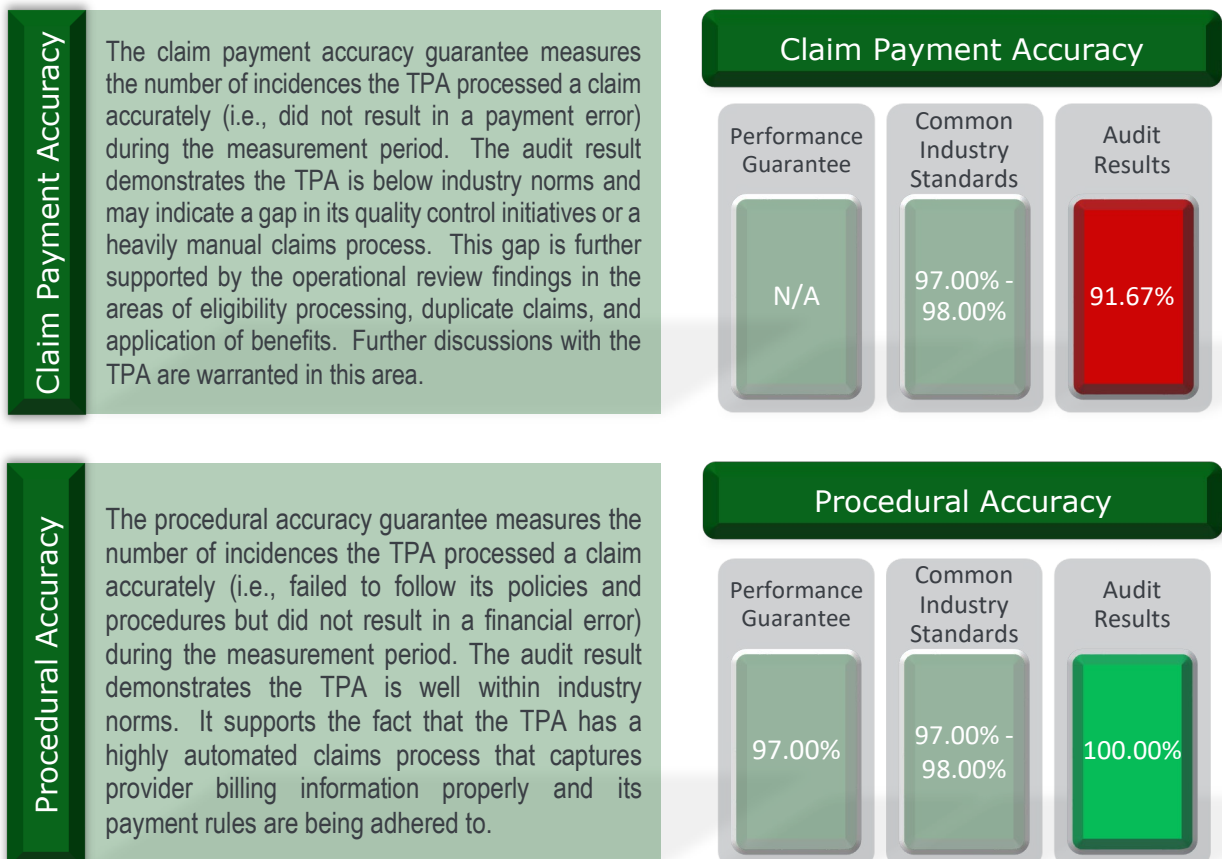 Claim Payment Accuracy
The claim payment accuracy guarantee measures
the number of incidences the TPA processed a claim
accurately (i.e., did not result in a payment error)
during the measurement period. The audit result
demonstrates the TPA is below industry norms and
may indicate a gap in its quality control initiatives or a
heavily manual claims process. This gap is further
supported by the operational review findings in the
areas of eligibility processing, duplicate claims, and
application of benefits. Further discussions with the
TPA are warranted in this area.
Claim Payment Accuracy
Performance
Guarantee
N/A
Common
Industry
Standards
97.00% -
98.00%
Audit
Results
91.67%
Procedural Accuracy
The procedural accuracy guarantee measures the
number of incidences the TPA processed a claim
accurately (i.e., failed to follow its policies and
procedures but did not result in a financial error)
during the measurement period. The audit result
demonstrates the TPA is well within industry
norms. It supports the fact that the TPA has a
highly automated claims process that captures
provider billing information properly and its
payment rules are being adhered to.
Procedural Accuracy
Performance
Guarantee
97.00%
Common
Industry
Standards
97.00% -
98.00%
Audit
Results
100.00%